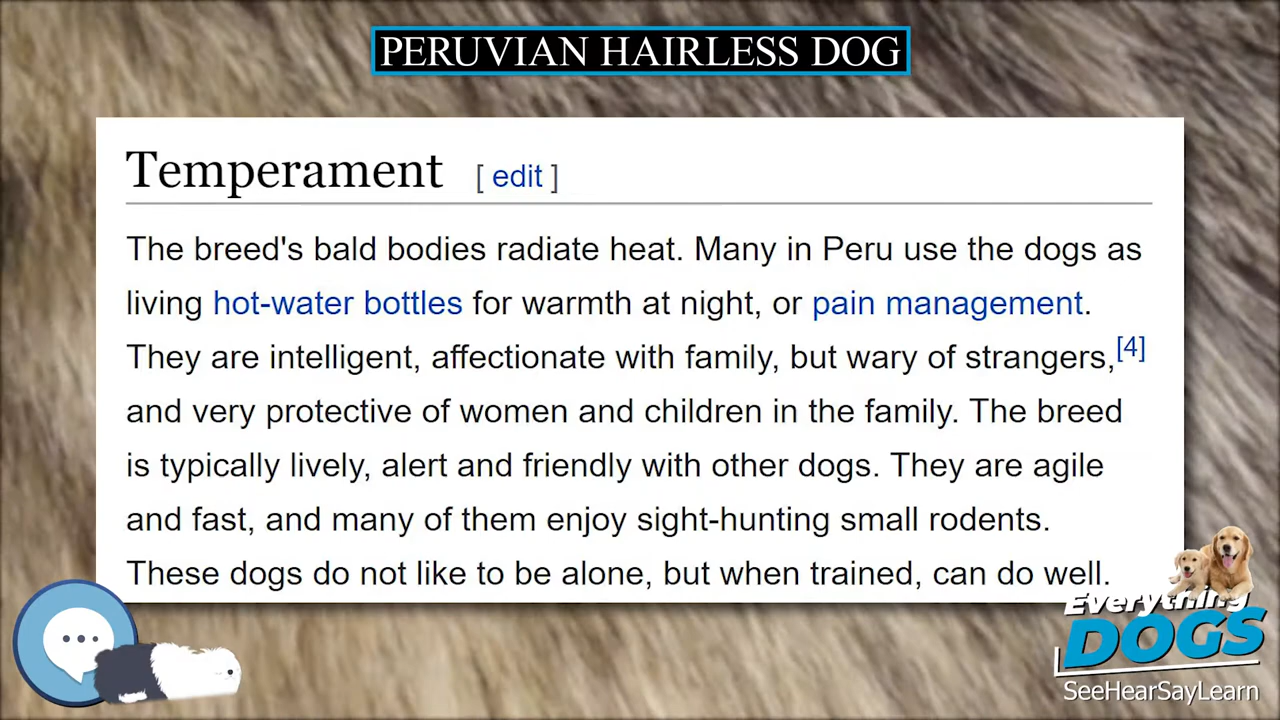 PERUVIAN HAIRLESS DOG
Temperament [ edit ]
The breed's bald bodies radiate heat. Many in Peru use the dogs as
living hot-water bottles for warmth at night, or pain management.
They are intelligent, affectionate with family, but wary of strangers,[4]
and very protective of women and children in the family. The breed
is typically lively, alert and friendly with other dogs. They are agile
and fast, and many of them enjoy sight-hunting small rodents.
These dogs do not like to be alone, but when trained, can do well.
Everything
DOGS
SeeHearSayLearn